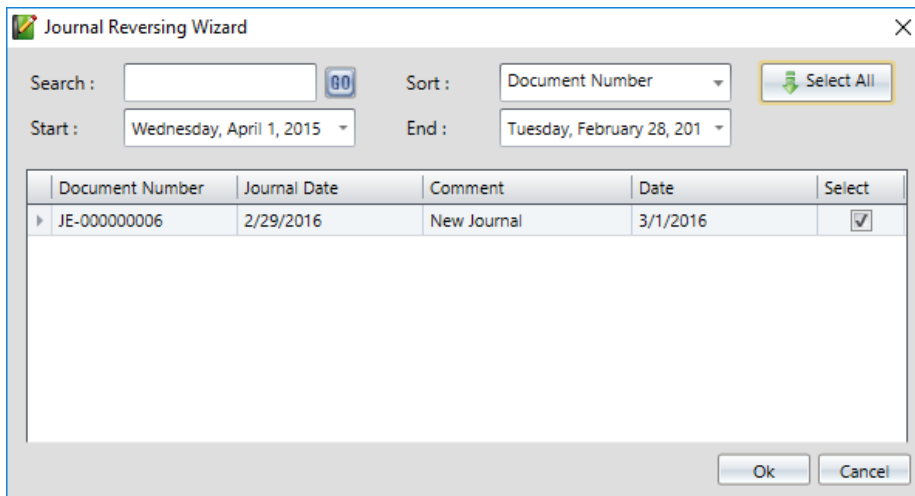 Journal Reversing Wizard
Search : GO Sort : Document Number Select All
Start : Wednesday, April 1, 2015 End : Tuesday, February 28, 201
Document Number Journal Date Comment Date Select
JE-000000006 2/29/2016 New Journal 3/1/2016
Ok Cancel